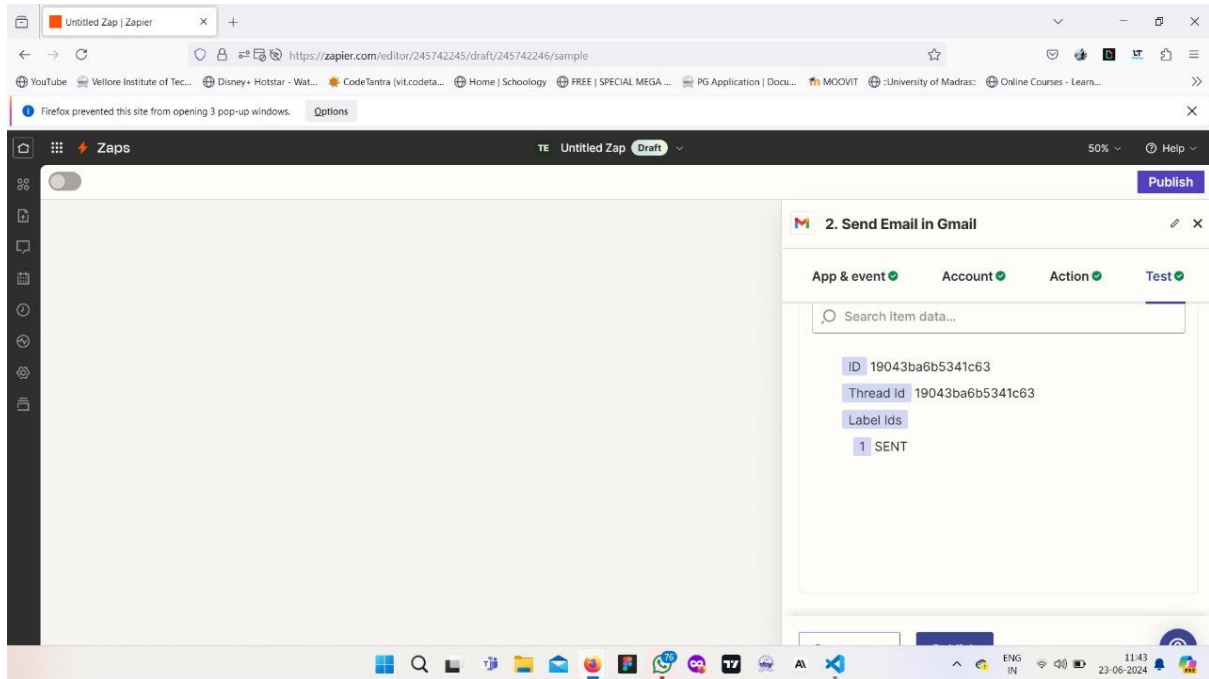 Untitled Zap | Zapier
https://zapier.com/editor/245742245/draft/245742246/sample
YouTube Vellore Institute of Tec... Disney+ Hotstar - Wat... CodeTantra (vit.codeta... Home | Schoology FREE | SPECIAL MEGA ... PG Application | Docu... MOOVIT ::University of Madras:: Online Courses - Learn...
Firefox prevented this site from opening 3 pop-up windows. Options
Zaps TE Untitled Zap Draft 50% Help
Publish
2. Send Email in Gmail
App & event Account Action Test
Search item data...
ID 19043ba6b5341c63
Thread Id 19043ba6b5341c63
Label Ids
1 SENT
76
ENG 11:43
IN 23-06-2024